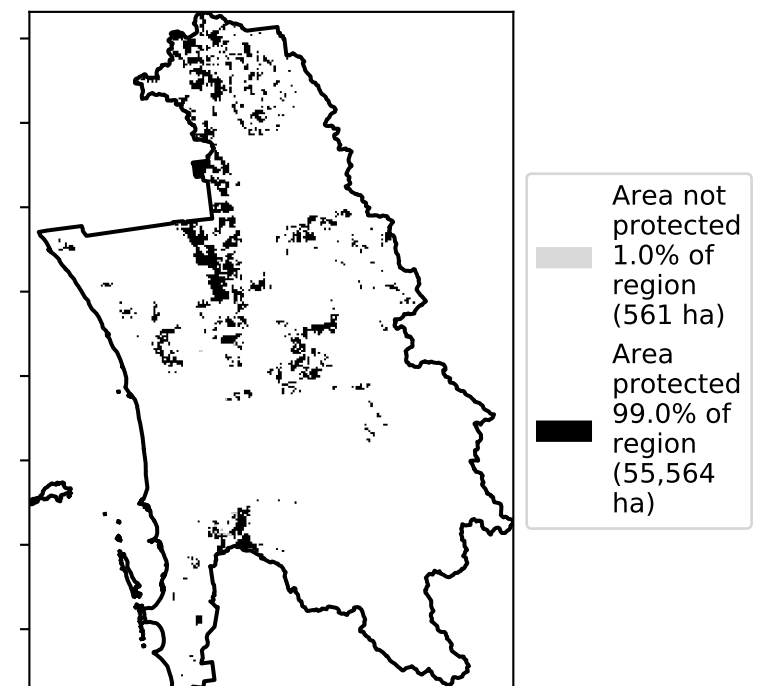 Area not
protected
1.0% of
region
(561 ha)
Area
protected
99.0% of
region
(55,564
ha)